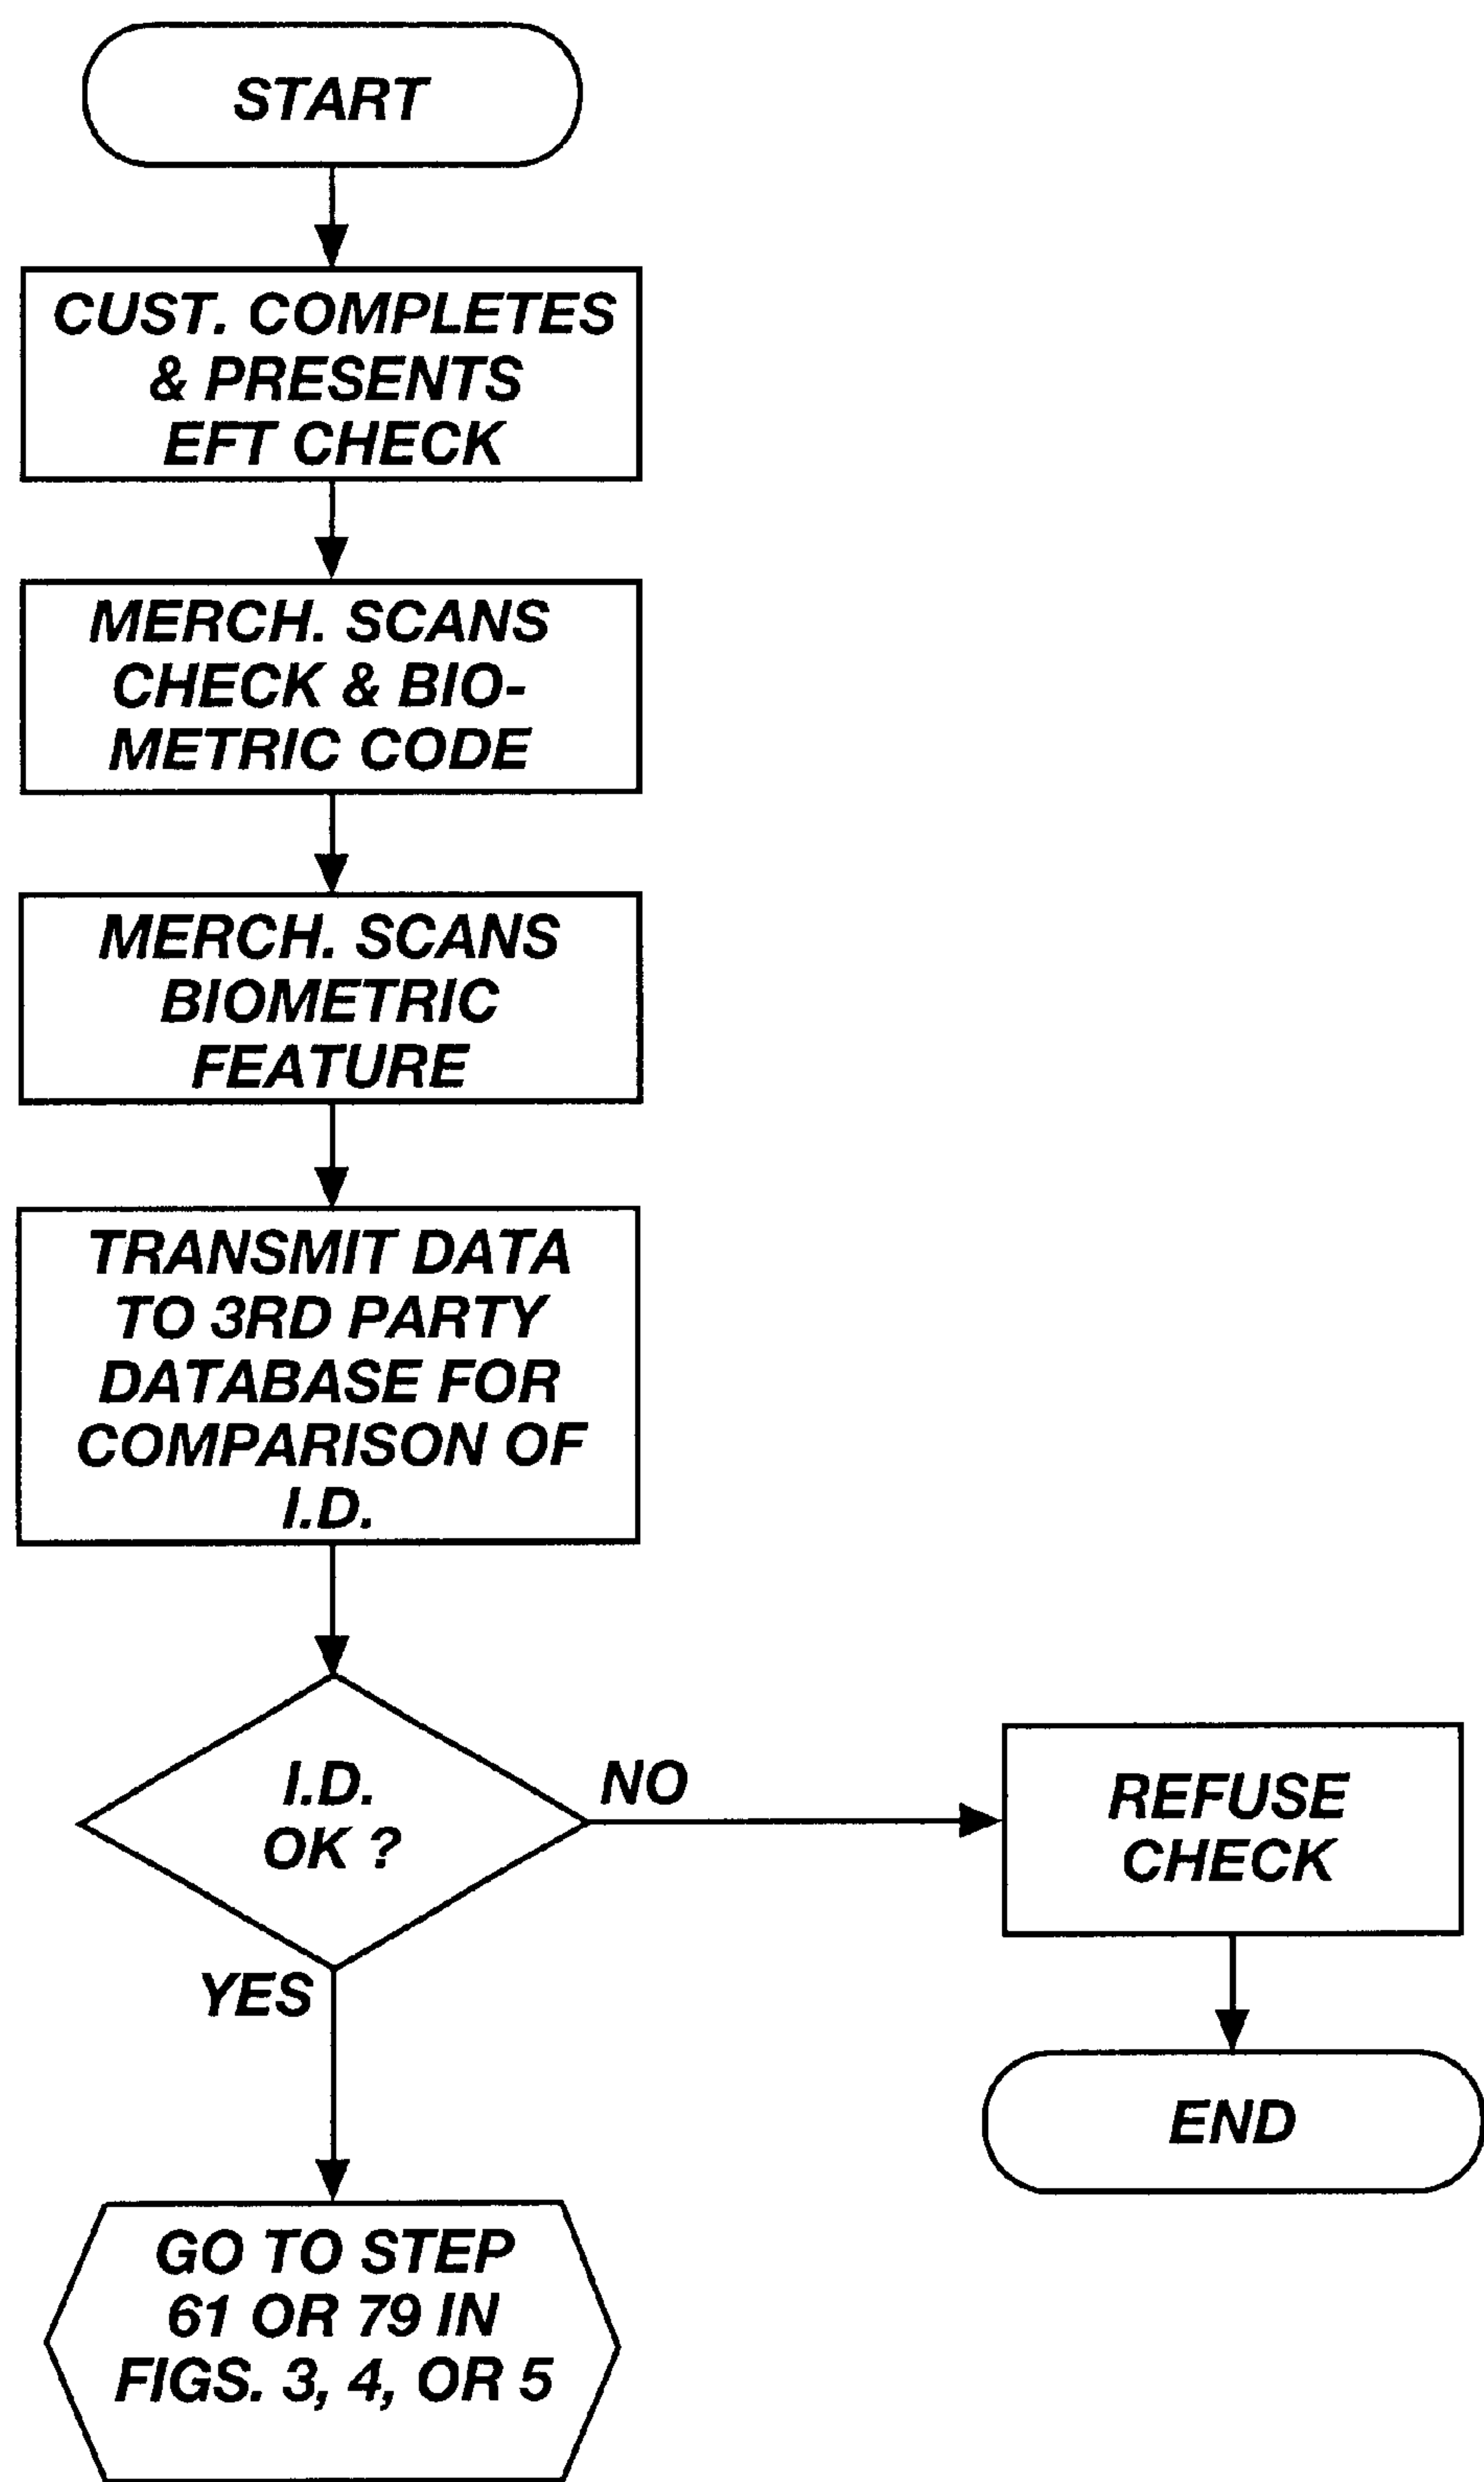 START
CUST. COMPLETES
& PRESENTS
EFT CHECK
MERCH. SCANS
CHECK & BIO-
METRIC CODE
MERCH. SCANS
BIOMETRIC
FEATURE
TRANSMIT DATA
TO 3RD PARTY
DATABASE FOR
COMPARISON OF
I.D.
I.D.
OK ?
NO
REFUSE
CHECK
YES
END
GO TO STEP
61 OR 79 IN
FIGS. 3, 4, OR 5